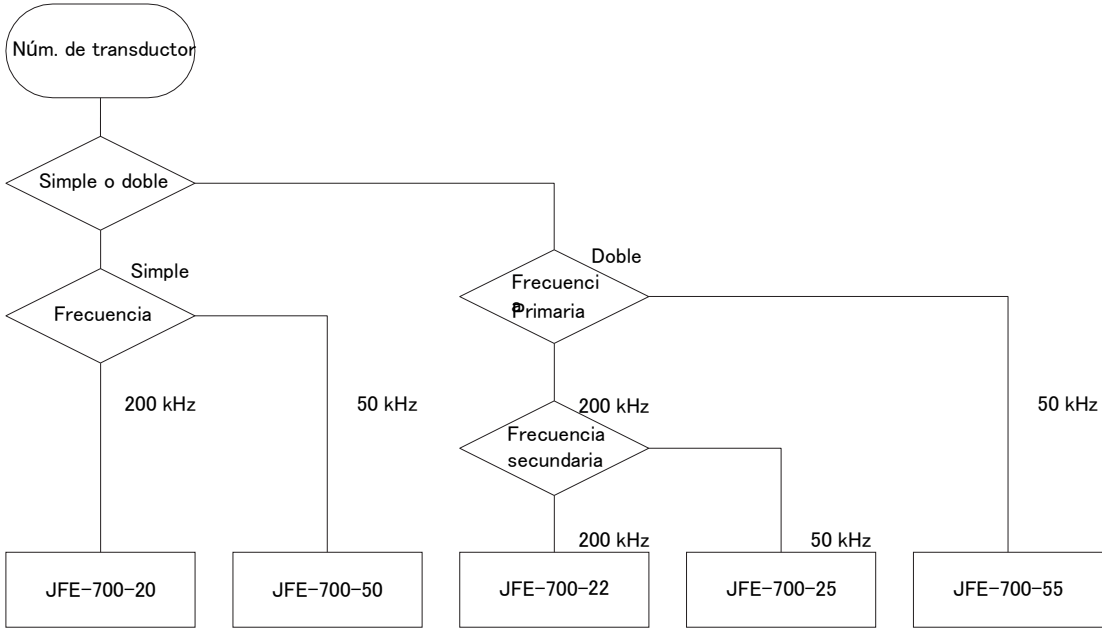 Núm. de transductor
Simple o doble
Simple
Frecuencia
Doble
Frecuenci
a
Primaria
200 kHz
50 kHz
200 kHz
50 kHz
Frecuencia
secundaria
200 kHz
50 kHz
JFE-700-20
JFE-700-50
JFE-700-22
JFE-700-25
JFE-700-55